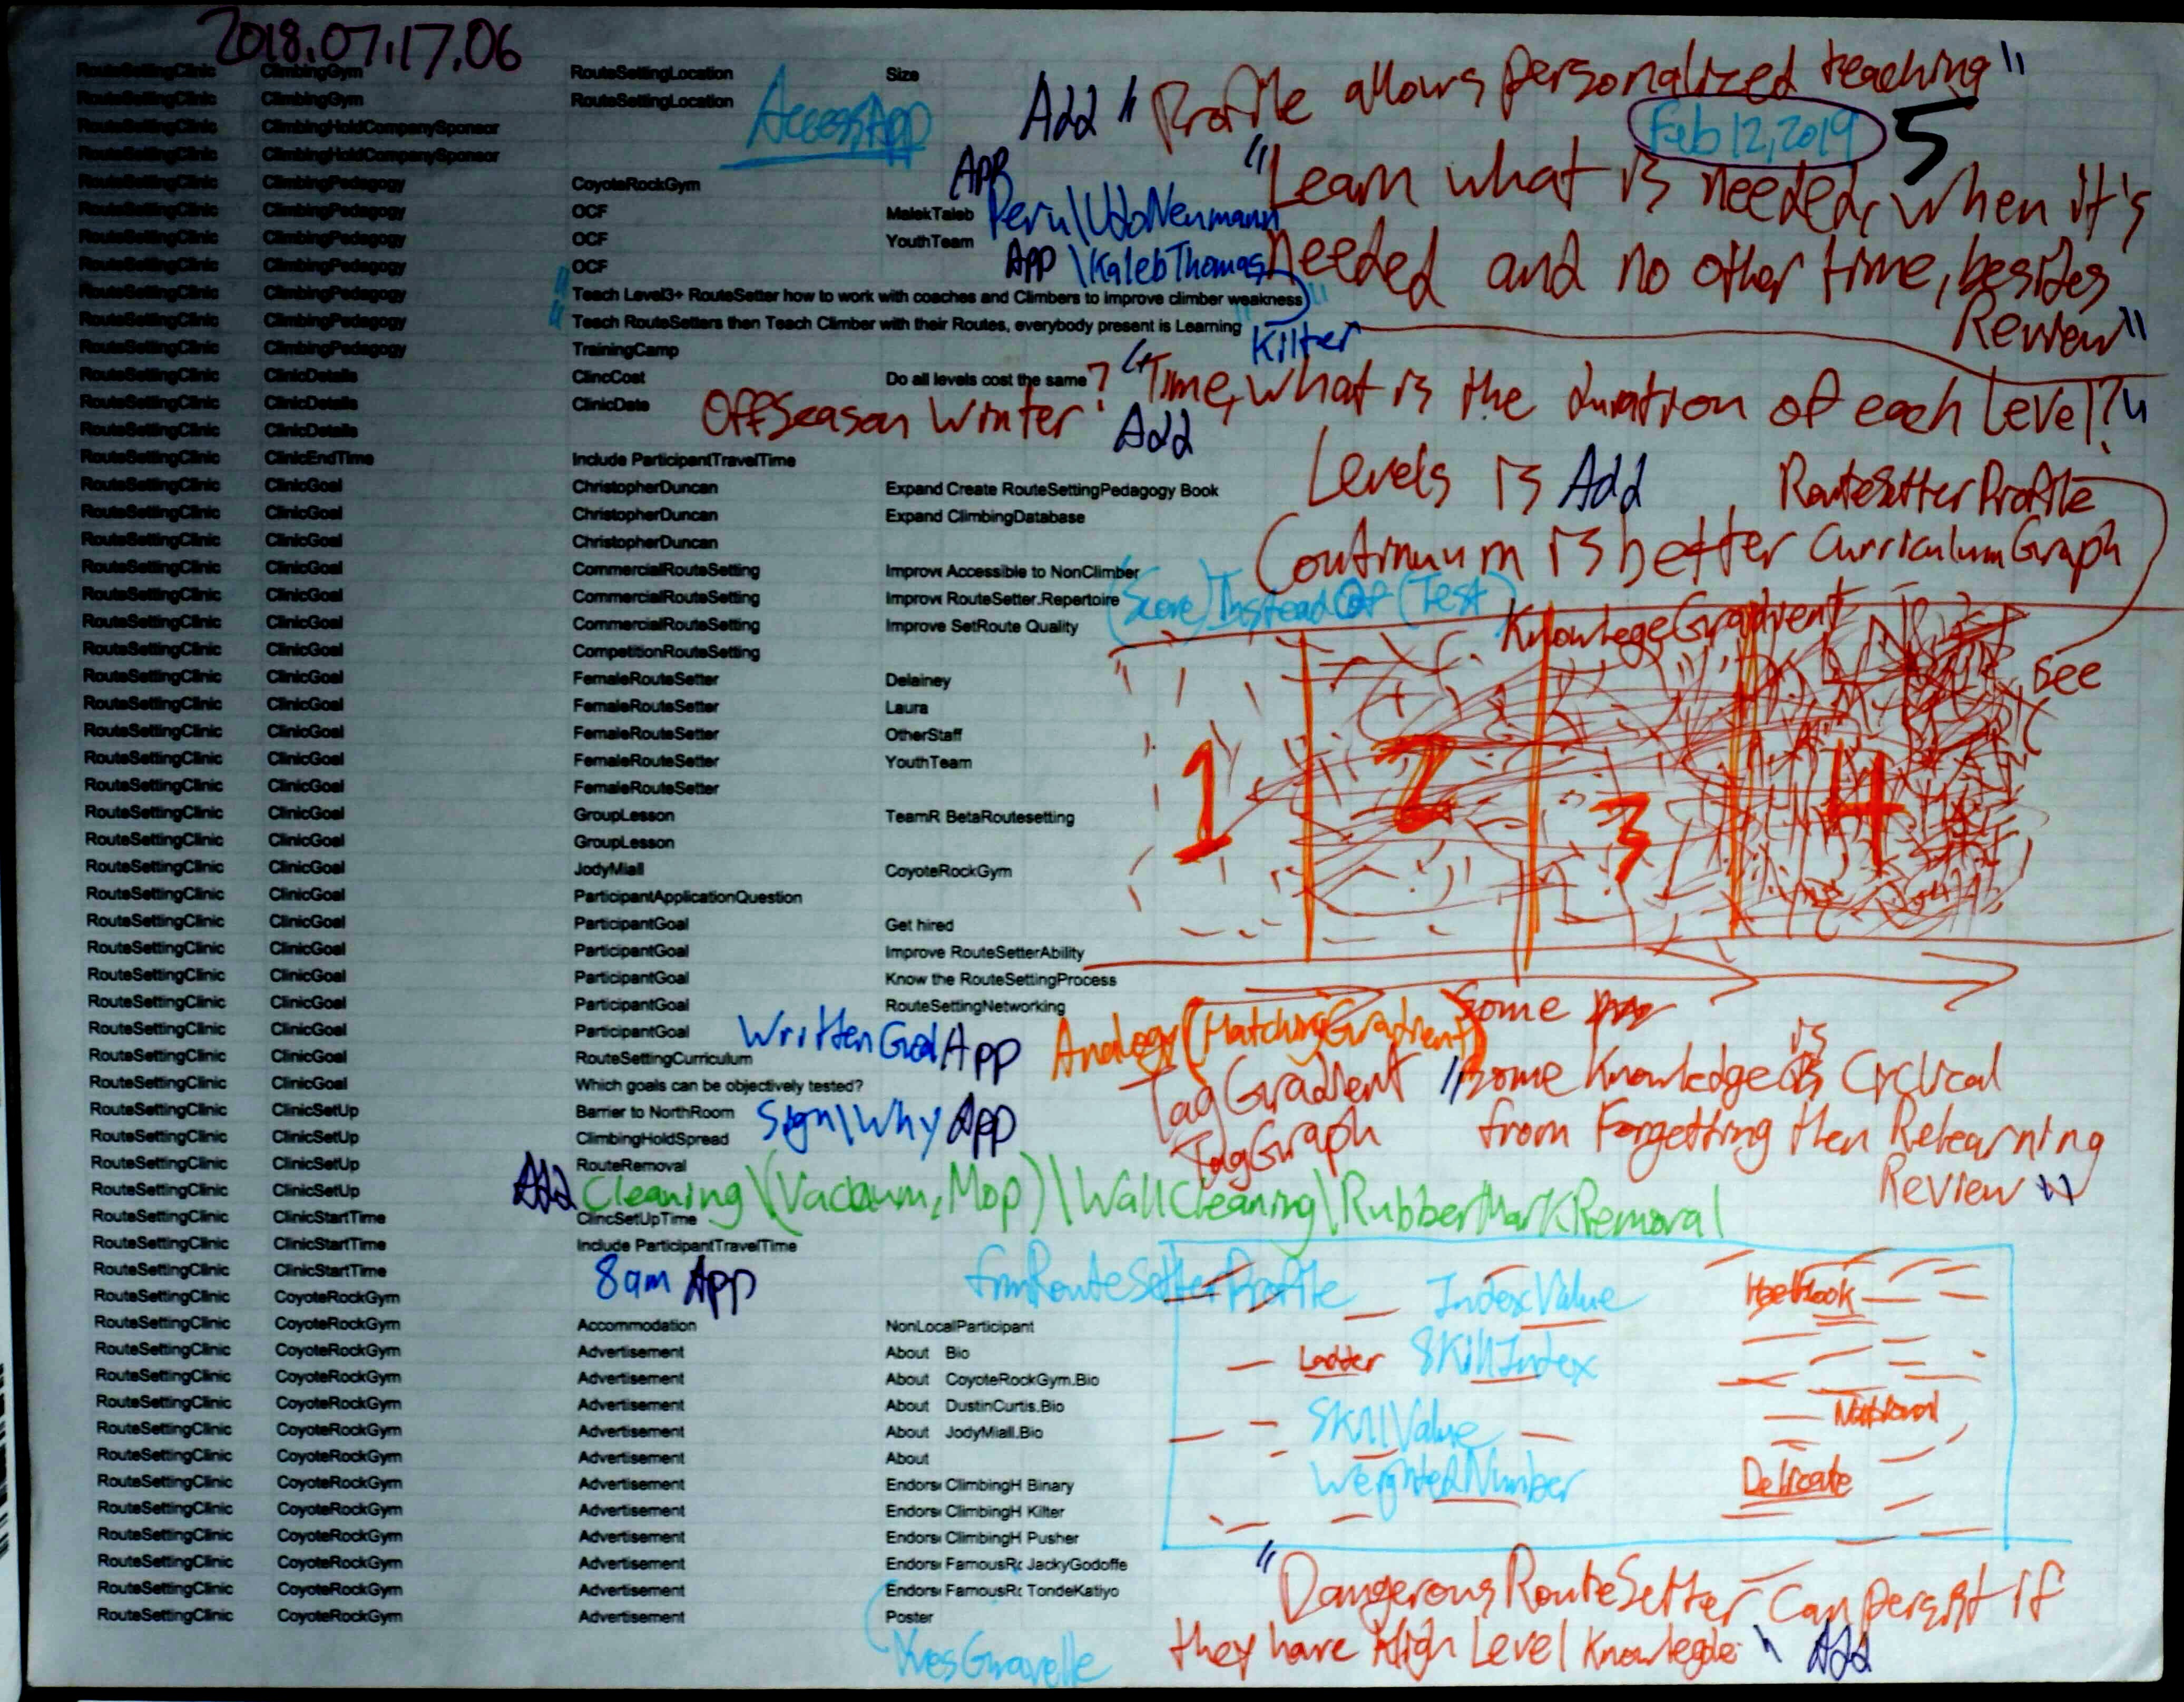 2018.07.17.06
RouteSettingClinic ClimbingGym RouteSettingLocation Size
RouteSettingClinic ClimbingGym RouteSettingLocation
RouteSettingClinic ClimbingHoldCompanySponsor
RouteSettingClinic ClimbingHoldCompanySponsor
RouteSettingClinic ClimbingPedagogy CoyoteRockGym
RouteSettingClinic ClimbingPedagogy OCF MalekTaleb
RouteSettingClinic ClimbingPedagogy OCF YouthTeam
RouteSettingClinic ClimbingPedagogy OCF
RouteSettingClinic ClimbingPedagogy "Teach Level3+ RouteSetter how to work with coaches and Climbers to improve climber weakness"
RouteSettingClinic ClimbingPedagogy "Teach RouteSetters then Teach Climber with their Routes, everybody present is Learning"
RouteSettingClinic ClimbingPedagogy TrainingCamp
RouteSettingClinic ClinicDetails ClincCost Do all levels cost the same?
RouteSettingClinic ClinicDetails ClinicDate
RouteSettingClinic ClinicDetails
RouteSettingClinic ClinicEndTime Include ParticipantTravelTime
RouteSettingClinic ClinicGoal ChristopherDuncan Expand Create RouteSettingPedagogy Book
RouteSettingClinic ClinicGoal ChristopherDuncan Expand ClimbingDatabase
RouteSettingClinic ClinicGoal ChristopherDuncan
RouteSettingClinic ClinicGoal CommercialRouteSetting Improve Accessible to NonClimber
RouteSettingClinic ClinicGoal CommercialRouteSetting Improve RouteSetter.Repertoire
RouteSettingClinic ClinicGoal CommercialRouteSetting Improve SetRoute Quality
RouteSettingClinic ClinicGoal CompetitionRouteSetting
RouteSettingClinic ClinicGoal FemaleRouteSetter Delainey
RouteSettingClinic ClinicGoal FemaleRouteSetter Laura
RouteSettingClinic ClinicGoal FemaleRouteSetter OtherStaff
RouteSettingClinic ClinicGoal FemaleRouteSetter YouthTeam
RouteSettingClinic ClinicGoal FemaleRouteSetter
RouteSettingClinic ClinicGoal GroupLesson TeamR BetaRoutesetting
RouteSettingClinic ClinicGoal GroupLesson
RouteSettingClinic ClinicGoal JodyMiall CoyoteRockGym
RouteSettingClinic ClinicGoal ParticipantApplicationQuestion
RouteSettingClinic ClinicGoal ParticipantGoal Get hired
RouteSettingClinic ClinicGoal ParticipantGoal Improve RouteSetterAbility
RouteSettingClinic ClinicGoal ParticipantGoal Know the RouteSettingProcess
RouteSettingClinic ClinicGoal ParticipantGoal RouteSettingNetworking
RouteSettingClinic ClinicGoal ParticipantGoal
RouteSettingClinic ClinicGoal RouteSettingCurriculum
RouteSettingClinic ClinicGoal Which goals can be objectively tested?
RouteSettingClinic ClinicSetUp Barrier to NorthRoom
RouteSettingClinic ClinicSetUp ClimbingHoldSpread
RouteSettingClinic ClinicSetUp RouteRemoval
RouteSettingClinic ClinicSetUp
RouteSettingClinic ClinicStartTime ClincSetUpTime
RouteSettingClinic ClinicStartTime Include ParticipantTravelTime
RouteSettingClinic ClinicStartTime
RouteSettingClinic CoyoteRockGym
RouteSettingClinic CoyoteRockGym Accommodation NonLocalParticipant
RouteSettingClinic CoyoteRockGym Advertisement About Bio
RouteSettingClinic CoyoteRockGym Advertisement About CoyoteRockGym.Bio
RouteSettingClinic CoyoteRockGym Advertisement About DustinCurtis.Bio
RouteSettingClinic CoyoteRockGym Advertisement About JodyMiall.Bio
RouteSettingClinic CoyoteRockGym Advertisement About
RouteSettingClinic CoyoteRockGym Advertisement Endors ClimbingH Binary
RouteSettingClinic CoyoteRockGym Advertisement Endors ClimbingH Kilter
RouteSettingClinic CoyoteRockGym Advertisement Endors ClimbingH Pusher
RouteSettingClinic CoyoteRockGym Advertisement Endors FamousR JackyGodoffe
RouteSettingClinic CoyoteRockGym Advertisement Endors FamousR TondeKatiyo
RouteSettingClinic CoyoteRockGym Advertisement Poster
YvesGravelle
AccessApp
Add "Profile allows personalized teaching"
Feb 12, 2019
5
APP
Peru\UdoNeumann
App \KalebThomas
"Learn what is needed, when it's
needed and no other time, besides
Review"
Kilter
"Time, what is the duration of each level?"
OffSeason Winter? Add
Levels is Add
Continuum is better
RouteSetterProfile
CurriculumGraph
(Score) InsteadOf (Test)
KnowlegeGradient
See
1 2 3 4
Some
WrittenGoal App
Analogy (MatchingGradient)
TagGradient
TagGraph
"Some Knowledge is Cyclical
from Forgetting then Relearning
Review"
Sign\Why App
Add Cleaning\(Vacuum, Mop)\WallCleaning\RubberMarkRemoval
8am App
fromRouteSetterProfile IndexValue HeelHook
Ladder SkillIndex
SkillValue National
WeightedNumber Delicate
"DangerousRouteSetter can persist if
they have High Level Knowlegde" Add